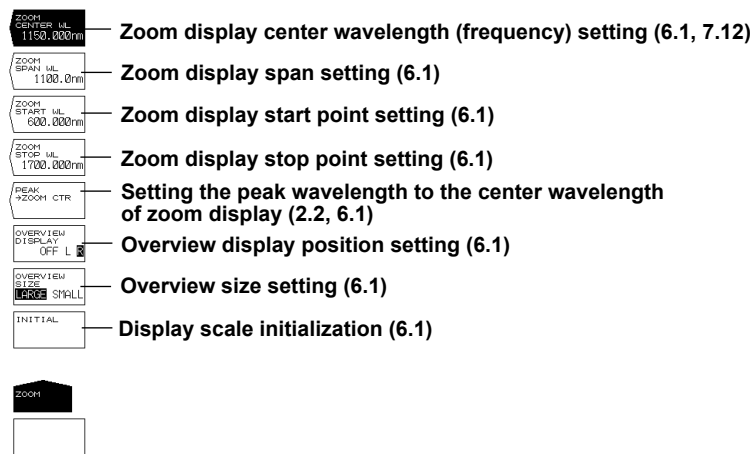 ZOOM
CENTER WL
1150.000nm
Zoom display center wavelength (frequency) setting (6.1, 7.12)
ZOOM
SPAN WL
1100.0nm
Zoom display span setting (6.1)
ZOOM
START WL
600.000nm
Zoom display start point setting (6.1)
ZOOM
STOP WL
1700.000nm
Zoom display stop point setting (6.1)
PEAK
→ZOOM CTR
Setting the peak wavelength to the center wavelength
of zoom display (2.2, 6.1)
OVERVIEW
DISPLAY
OFF L R
Overview display position setting (6.1)
OVERVIEW
SIZE
LARGE SMALL
Overview size setting (6.1)
INITIAL
Display scale initialization (6.1)
ZOOM